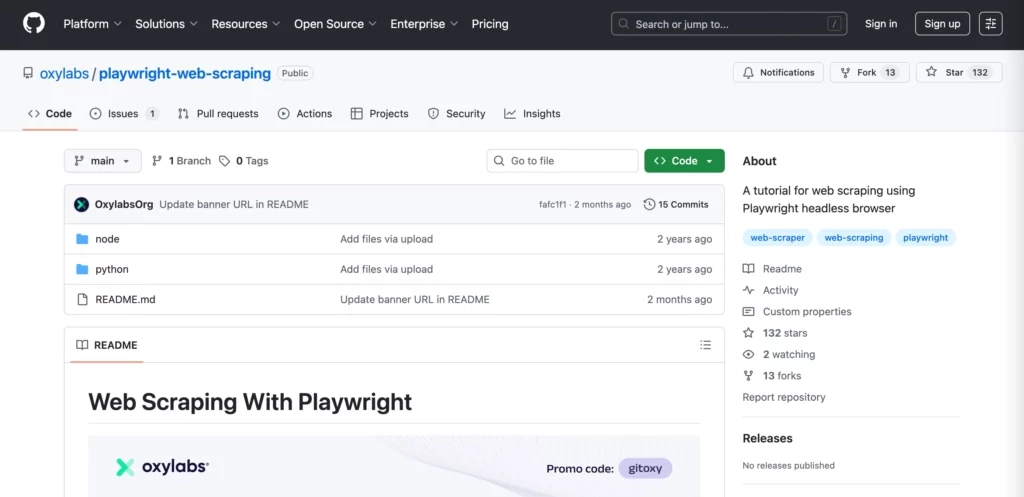 Platform Solutions Resources Open Source Enterprise Pricing Search or jump to... / Sign in Sign up
oxylabs / playwright-web-scraping Public Notifications Fork 13 Star 132
Code Issues 1 Pull requests Actions Projects Security Insights
main 1 Branch 0 Tags Go to file Code
OxylabsOrg Update banner URL in README fafc1f1 · 2 months ago 15 Commits
node Add files via upload 2 years ago
python Add files via upload 2 years ago
README.md Update banner URL in README 2 months ago
README
Web Scraping With Playwright
oxylabs® Promo code: gitoxy
About
A tutorial for web scraping using
Playwright headless browser
web-scraper web-scraping playwright
Readme
Activity
Custom properties
132 stars
2 watching
13 forks
Report repository
Releases
No releases published